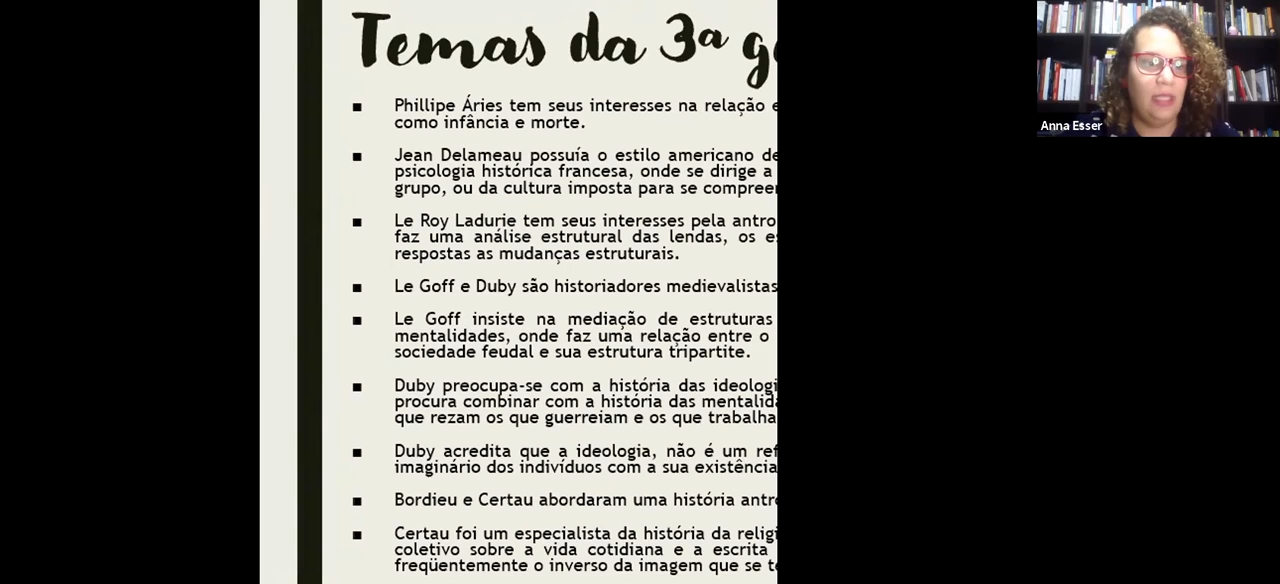 Temas da 3ª g
Phillipe Áries tem seus interesses na relação e
como infância e morte.
Jean Delameau possuía o estilo americano de
psicologia histórica francesa, onde se dirige a
grupo, ou da cultura imposta para se compreen
Le Roy Ladurie tem seus interesses pela antro
faz uma análise estrutural das lendas, os es
respostas as mudanças estruturais.
Le Goff e Duby são historiadores medievalistas
Le Goff insiste na mediação de estruturas
mentalidades, onde faz uma relação entre o
sociedade feudal e sua estrutura tripartite.
Duby preocupa-se com a história das ideologi
procura combinar com a história das mentalida
que rezam os que guerreiam e os que trabalha
Duby acredita que a ideologia, não é um ref
imaginário dos indivíduos com a sua existência
Bordieu e Certau abordaram uma história antro
Certau foi um especialista da história da religi
coletivo sobre a vida cotidiana e a escrita
freqüentemente o inverso da imagem que se te
Anna Esser